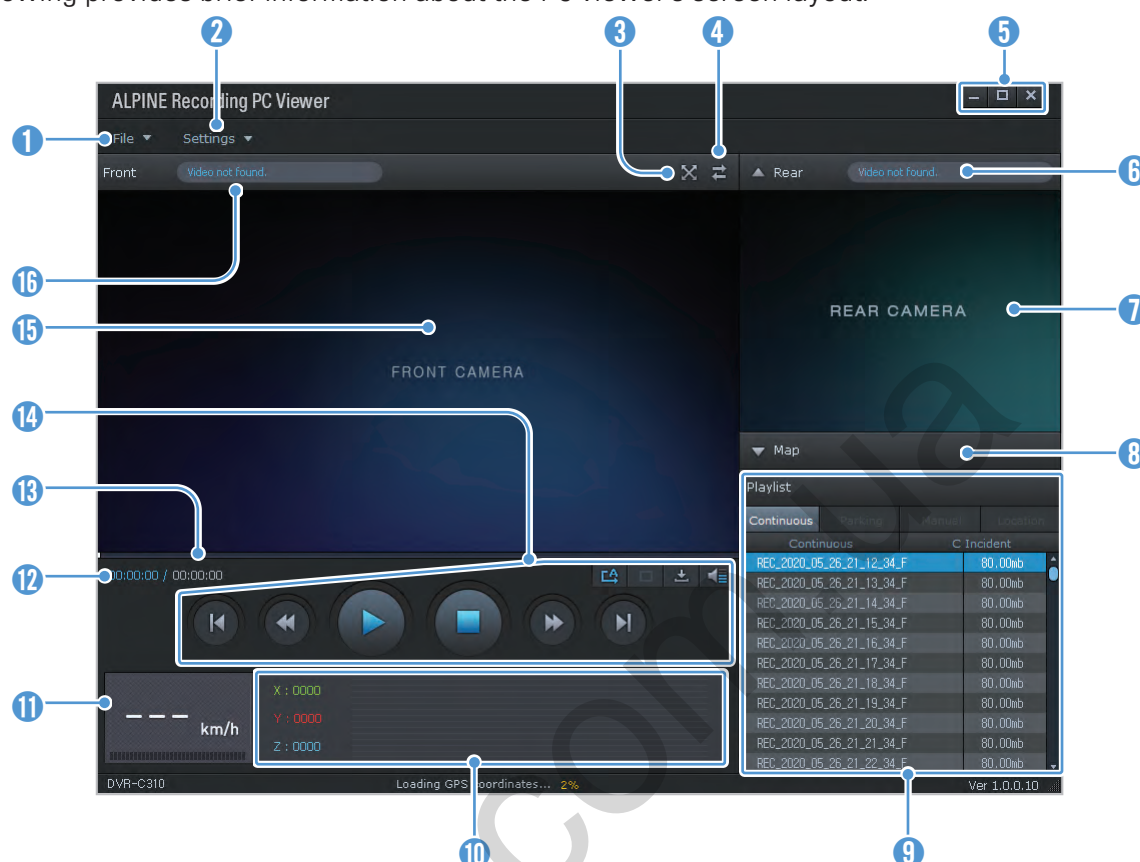 owing provides brief information about the PC viewer's screen layout.
2 3 4 5
ALPINE Recording PC Viewer
1 File Settings
Front Video not found. Rear Video not found. 6
16
15 REAR CAMERA 7
FRONT CAMERA
14
Map 8
13 Playlist
Continuous Parking Manual Location
Continuous C Incident
12 00:00:00 / 00:00:00
REC_2020_05_26_21_12_34_F 80,00mb
REC_2020_05_26_21_13_34_F 80,00mb
REC_2020_05_26_21_14_34_F 80,00mb
REC_2020_05_26_21_15_34_F 80,00mb
REC_2020_05_26_21_16_34_F 80,00mb
REC_2020_05_26_21_17_34_F 80,00mb
REC_2020_05_26_21_18_34_F 80,00mb
REC_2020_05_26_21_19_34_F 80,00mb
REC_2020_05_26_21_20_34_F 80,00mb
REC_2020_05_26_21_21_34_F 80,00mb
REC_2020_05_26_21_22_34_F 80,00mb
11 --- km/h
X : 0000
Y : 0000
Z : 0000
DVR-C310 Loading GPS coordinates... 2% Ver 1.0.0.10
10 9
com.ua